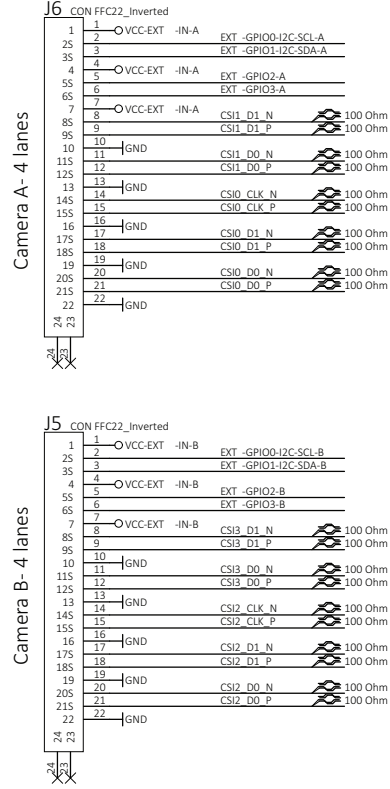 J6 CON FFC22_Inverted
Camera A- 4 lanes
1 1 VCC-EXT -IN-A
2S 2 EXT -GPIO0-I2C-SCL-A
3S 3 EXT -GPIO1-I2C-SDA-A
4 4 VCC-EXT -IN-A
5S 5 EXT -GPIO2-A
6S 6 EXT -GPIO3-A
7 7 VCC-EXT -IN-A
8S 8 CSI1_D1_N 100 Ohm
9S 9 CSI1_D1_P 100 Ohm
10 10 GND
11S 11 CSI1_D0_N 100 Ohm
12S 12 CSI1_D0_P 100 Ohm
13 13 GND
14S 14 CSI0_CLK_N 100 Ohm
15S 15 CSI0_CLK_P 100 Ohm
16 16 GND
17S 17 CSI0_D1_N 100 Ohm
18S 18 CSI0_D1_P 100 Ohm
19 19 GND
20S 20 CSI0_D0_N 100 Ohm
21S 21 CSI0_D0_P 100 Ohm
22 22 GND
24 23
24 23
J5 CON FFC22_Inverted
Camera B- 4 lanes
1 1 VCC-EXT -IN-B
2S 2 EXT -GPIO0-I2C-SCL-B
3S 3 EXT -GPIO1-I2C-SDA-B
4 4 VCC-EXT -IN-B
5S 5 EXT -GPIO2-B
6S 6 EXT -GPIO3-B
7 7 VCC-EXT -IN-B
8S 8 CSI3_D1_N 100 Ohm
9S 9 CSI3_D1_P 100 Ohm
10 10 GND
11S 11 CSI3_D0_N 100 Ohm
12S 12 CSI3_D0_P 100 Ohm
13 13 GND
14S 14 CSI2_CLK_N 100 Ohm
15S 15 CSI2_CLK_P 100 Ohm
16 16 GND
17S 17 CSI2_D1_N 100 Ohm
18S 18 CSI2_D1_P 100 Ohm
19 19 GND
20S 20 CSI2_D0_N 100 Ohm
21S 21 CSI2_D0_P 100 Ohm
22 22 GND
24 23
24 23